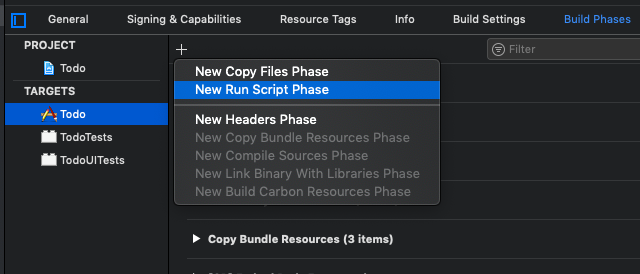 General
Signing & Capabilities
Resource Tags
Info
Build Settings
Build Phases
PROJECT
Todo
TARGETS
Todo
TodoTests
TodoUITests
+
Filter
New Copy Files Phase
New Run Script Phase
New Headers Phase
New Copy Bundle Resources Phase
New Compile Sources Phase
New Link Binary With Libraries Phase
New Build Carbon Resources Phase
Copy Bundle Resources (3 items)